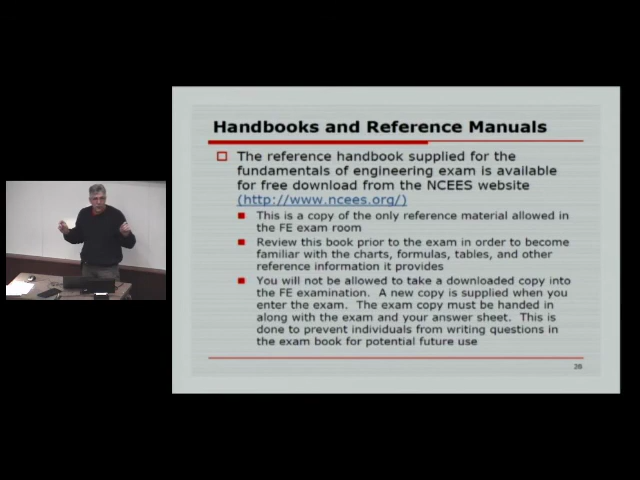 Handbooks and Reference Manuals
The reference handbook supplied for the
fundamentals of engineering exam is available
for free download from the NCEES website
(http://www.ncees.org/)
This is a copy of the only reference material allowed in
the FE exam room
Review this book prior to the exam in order to become
familiar with the charts, formulas, tables, and other
reference information it provides
You will not be allowed to take a downloaded copy into
the FE examination. A new copy is supplied when you
enter the exam. The exam copy must be handed in
along with the exam and your answer sheet. This is
done to prevent individuals from writing questions in
the exam book for potential future use
28